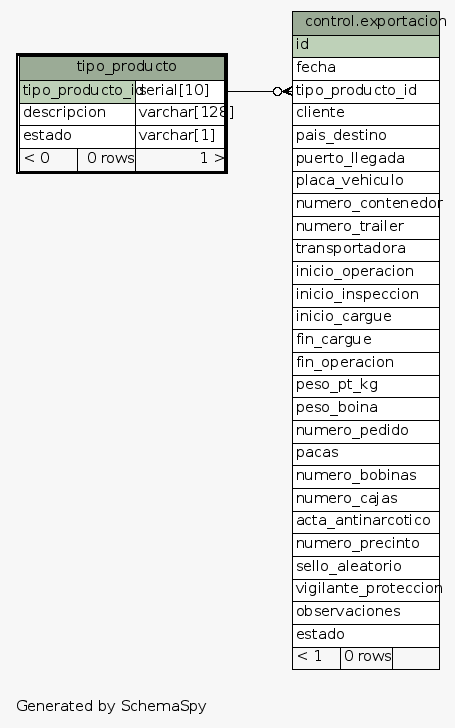 tipo_producto
tipo_producto_id serial[10]
descripcion varchar[128]
estado varchar[1]
< 0 0 rows 1 >
control.exportacion
id
fecha
tipo_producto_id
cliente
pais_destino
puerto_llegada
placa_vehiculo
numero_contenedor
numero_trailer
transportadora
inicio_operacion
inicio_inspeccion
inicio_cargue
fin_cargue
fin_operacion
peso_pt_kg
peso_boina
numero_pedido
pacas
numero_bobinas
numero_cajas
acta_antinarcotico
numero_precinto
sello_aleatorio
vigilante_proteccion
observaciones
estado
< 1 0 rows
Generated by SchemaSpy